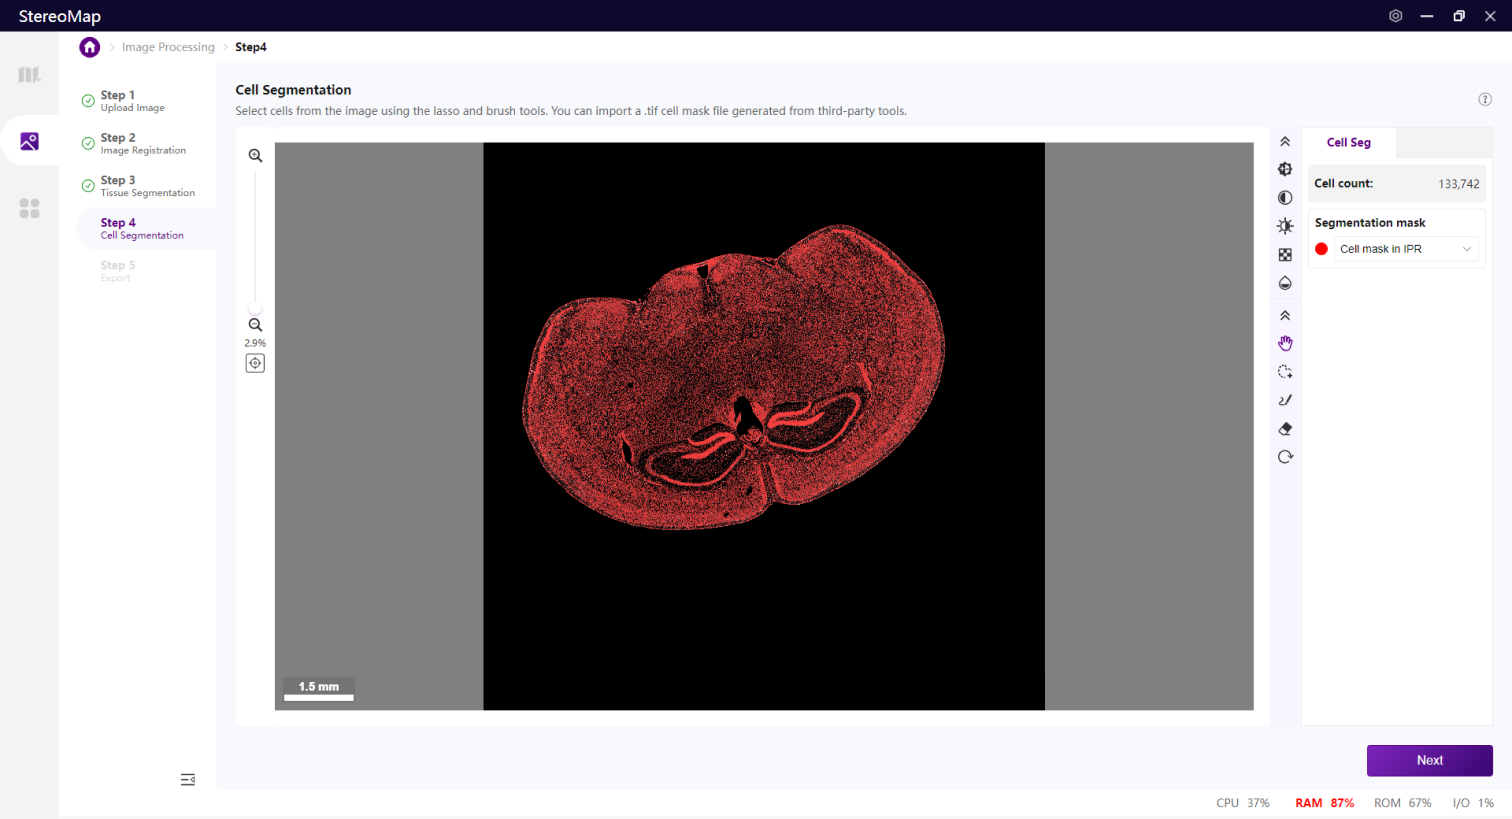 StereoMap
Image Processing
Step4
Step 1
Upload Image
Step 2
Image Registration
Step 3
Tissue Segmentation
Step 4
Cell Segmentation
Step 5
Export
Cell Segmentation
Select cells from the image using the lasso and brush tools. You can import a .tif cell mask file generated from third-party tools.
2.9%
1.5 mm
Cell Seg
Cell count: 133,742
Segmentation mask
Cell mask in IPR
Next
CPU 37% RAM 87% ROM 67% I/O 1%